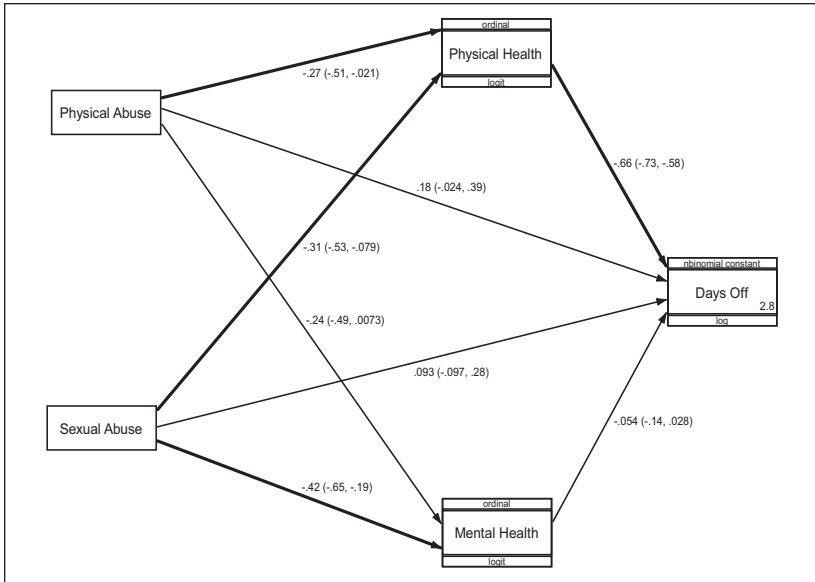 ordinal
Physical Health
logit
-.27 (-.51, -.021)
Physical Abuse
-.66 (-.73, -.58)
.18 (-.024, .39)
-.31 (-.53, -.079)
nbinomial constant
Days Off
2.8
log
-.24 (-.49, .0073)
.093 (-.097, .28)
Sexual Abuse
-.054 (-.14, .028)
-.42 (-.65, -.19)
ordinal
Mental Health
logit